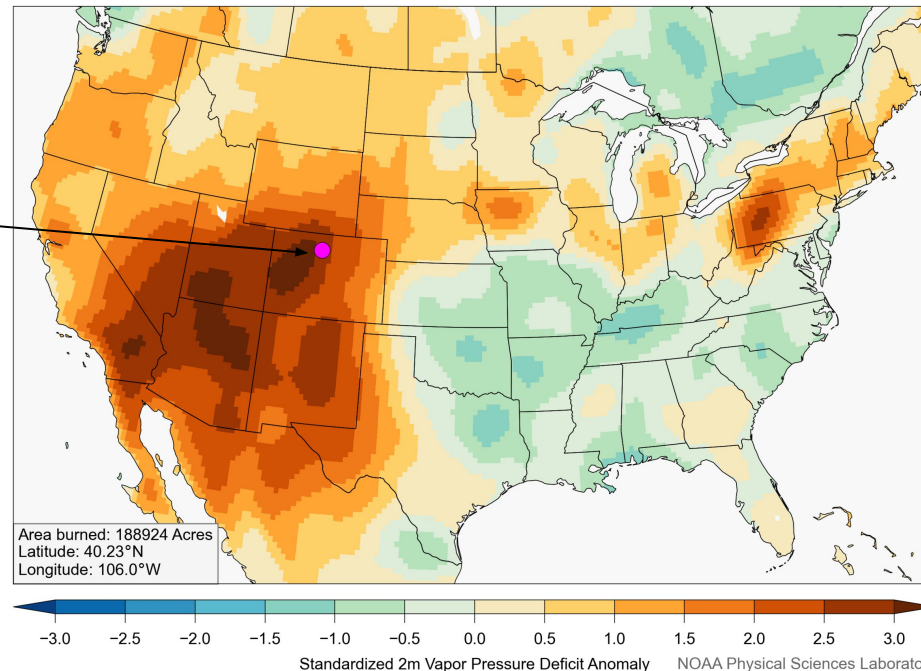 Area burned: 188924 Acres
Latitude: 40.23°N
Longitude: 106.0°W
−3.0 −2.5 −2.0 −1.5 −1.0 −0.5 0.0 0.5 1.0 1.5 2.0 2.5 3.0
Standardized 2m Vapor Pressure Deficit Anomaly NOAA Physical Sciences Laborato